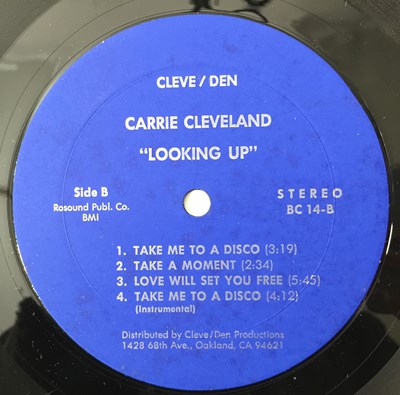 CLEVE / DEN
CARRIE CLEVELAND
"LOOKING UP"
Side B
Rosound Publ. Co.
BMI
STEREO
BC 14-B
1. TAKE ME TO A DISCO (3:19)
2. TAKE A MOMENT (2:34)
3. LOVE WILL SET YOU FREE (5:45)
4. TAKE ME TO A DISCO (4:12)
(Instrumental)
Distributed by Cleve/Den Productions
1428 68th Ave., Oakland, CA 94621